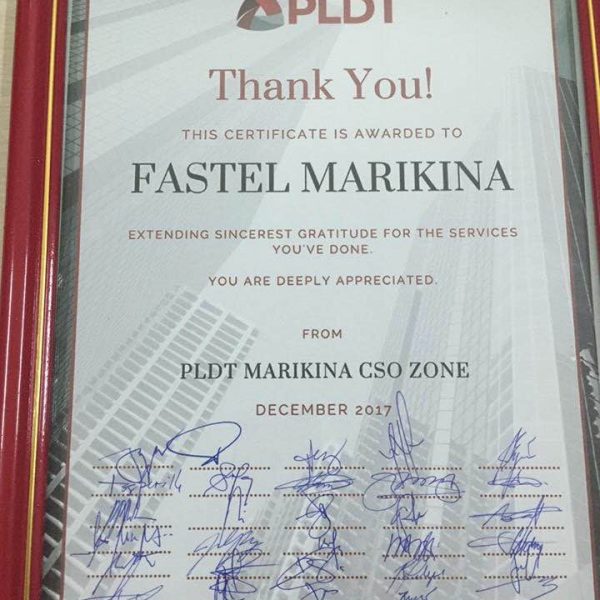 PLDT
Thank You!
THIS CERTIFICATE IS AWARDED TO
FASTEL MARIKINA
EXTENDING SINCEREST GRATITUDE FOR THE SERVICES
YOU'VE DONE.
YOU ARE DEEPLY APPRECIATED.
FROM
PLDT MARIKINA CSO ZONE
DECEMBER 2017